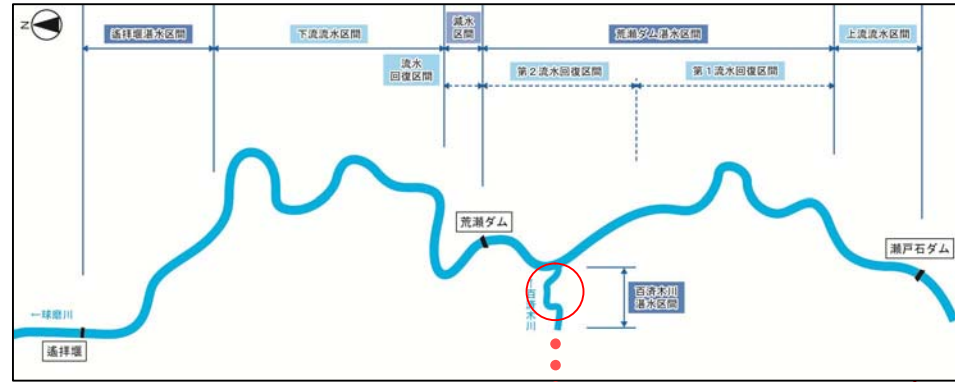 N
遙拝堰湛水区間
下流流水区間
減水
区間
荒瀬ダム湛水区間
上流流水区間
流水
回復区間
第2流水回復区間
第1流水回復区間
荒瀬ダム
瀬戸石ダム
百済木川
湛水区間
百済木川
←球磨川
遙拝堰